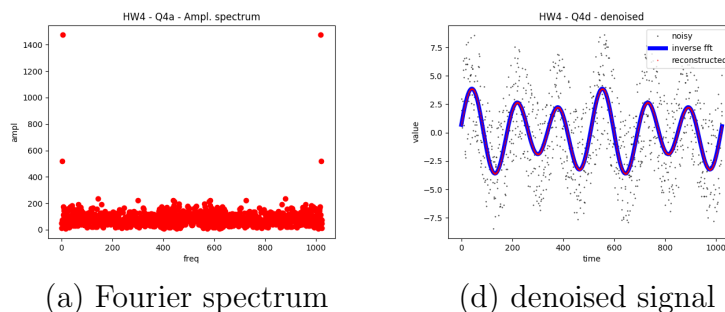 HW4 - Q4a - Ampl. spectrum
1400
1200
1000
800
600
400
200
0
ampl
0 200 400 600 800 1000
freq
(a) Fourier spectrum
HW4 - Q4d - denoised
noisy
inverse fft
reconstructed
7.5
5.0
2.5
0.0
−2.5
−5.0
−7.5
value
0 200 400 600 800 1000
time
(d) denoised signal